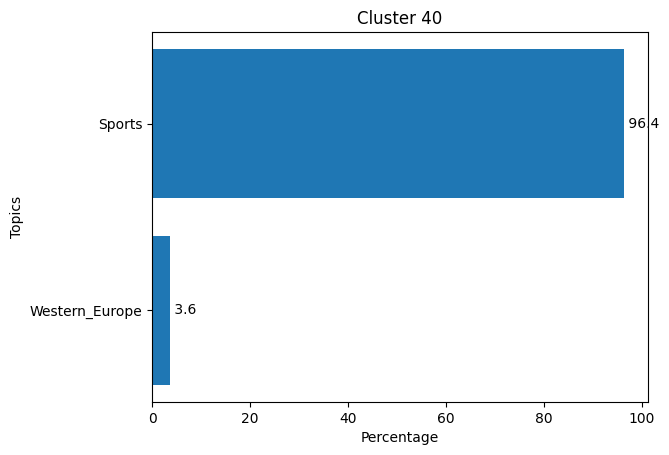 Cluster 40
Topics
Sports
96.4
Western_Europe
3.6
0 20 40 60 80 100
Percentage